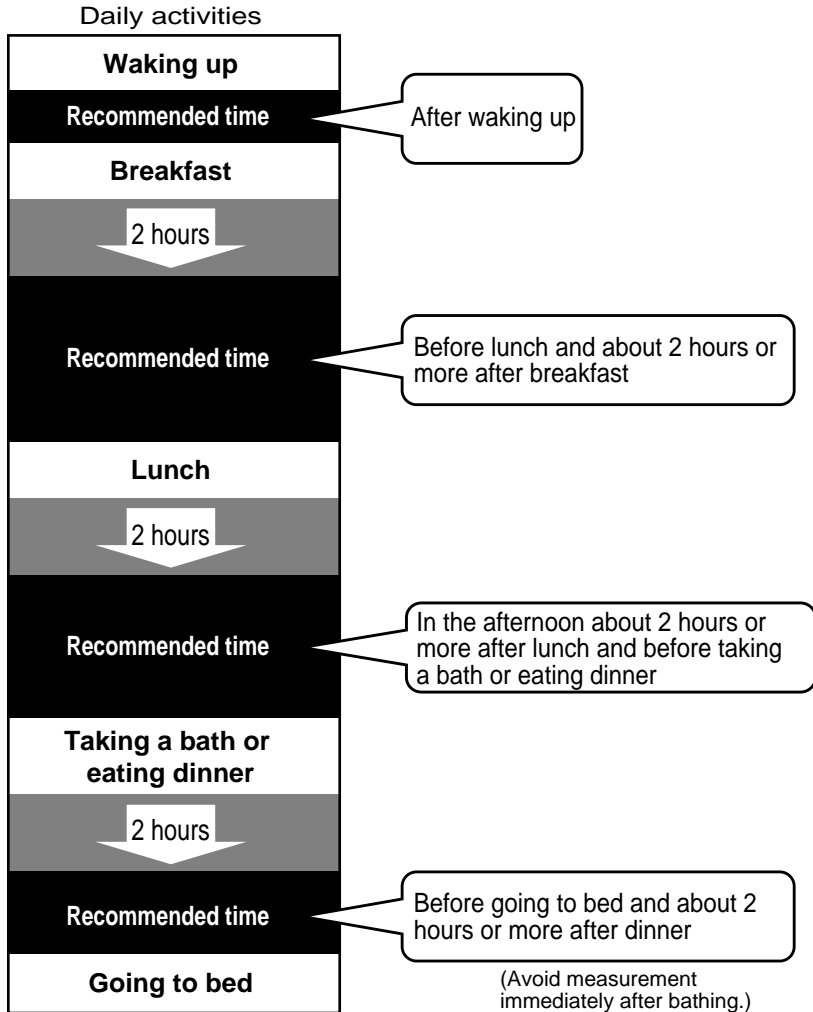 Daily activities
Waking up
Recommended time
After waking up
Breakfast
2 hours
Recommended time
Before lunch and about 2 hours or
more after breakfast
Lunch
2 hours
Recommended time
In the afternoon about 2 hours or
more after lunch and before taking
a bath or eating dinner
Taking a bath or
eating dinner
2 hours
Recommended time
Before going to bed and about 2
hours or more after dinner
Going to bed
(Avoid measurement
immediately after bathing.)